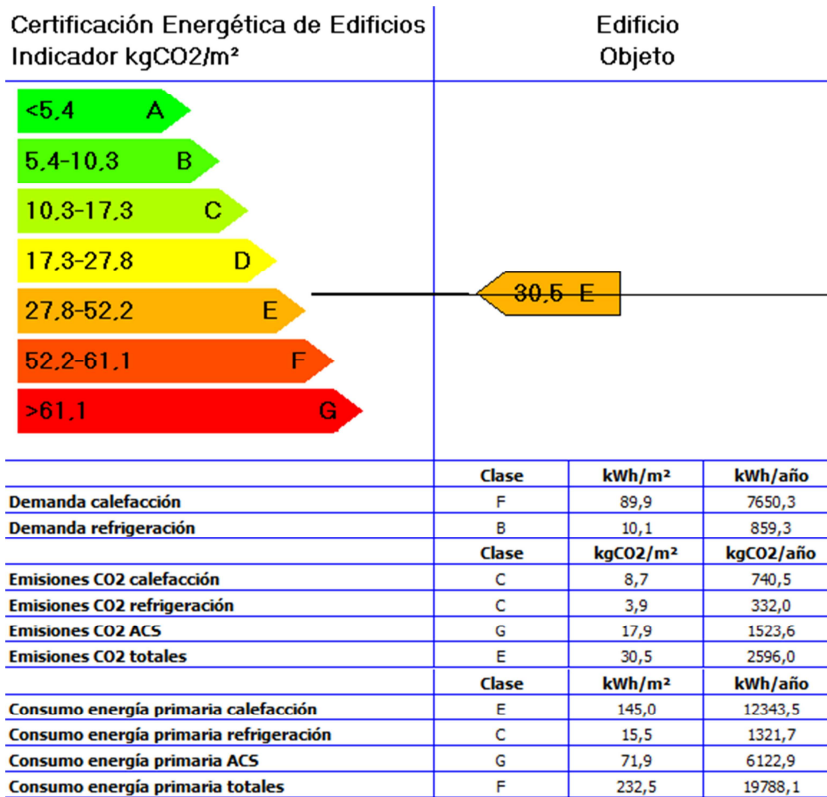 Certificación Energética de Edificios
Indicador kgCO2/m²
Edificio
Objeto
<5,4 A
5,4-10,3 B
10,3-17,3 C
17,3-27,8 D
27,8-52,2 E
52,2-61,1 F
>61,1 G
30,5 E
Clase kWh/m² kWh/año
Demanda calefacción F 89,9 7650,3
Demanda refrigeración B 10,1 859,3
Clase kgCO2/m² kgCO2/año
Emisiones CO2 calefacción C 8,7 740,5
Emisiones CO2 refrigeración C 3,9 332,0
Emisiones CO2 ACS G 17,9 1523,6
Emisiones CO2 totales E 30,5 2596,0
Clase kWh/m² kWh/año
Consumo energía primaria calefacción E 145,0 12343,5
Consumo energía primaria refrigeración C 15,5 1321,7
Consumo energía primaria ACS G 71,9 6122,9
Consumo energía primaria totales F 232,5 19788,1